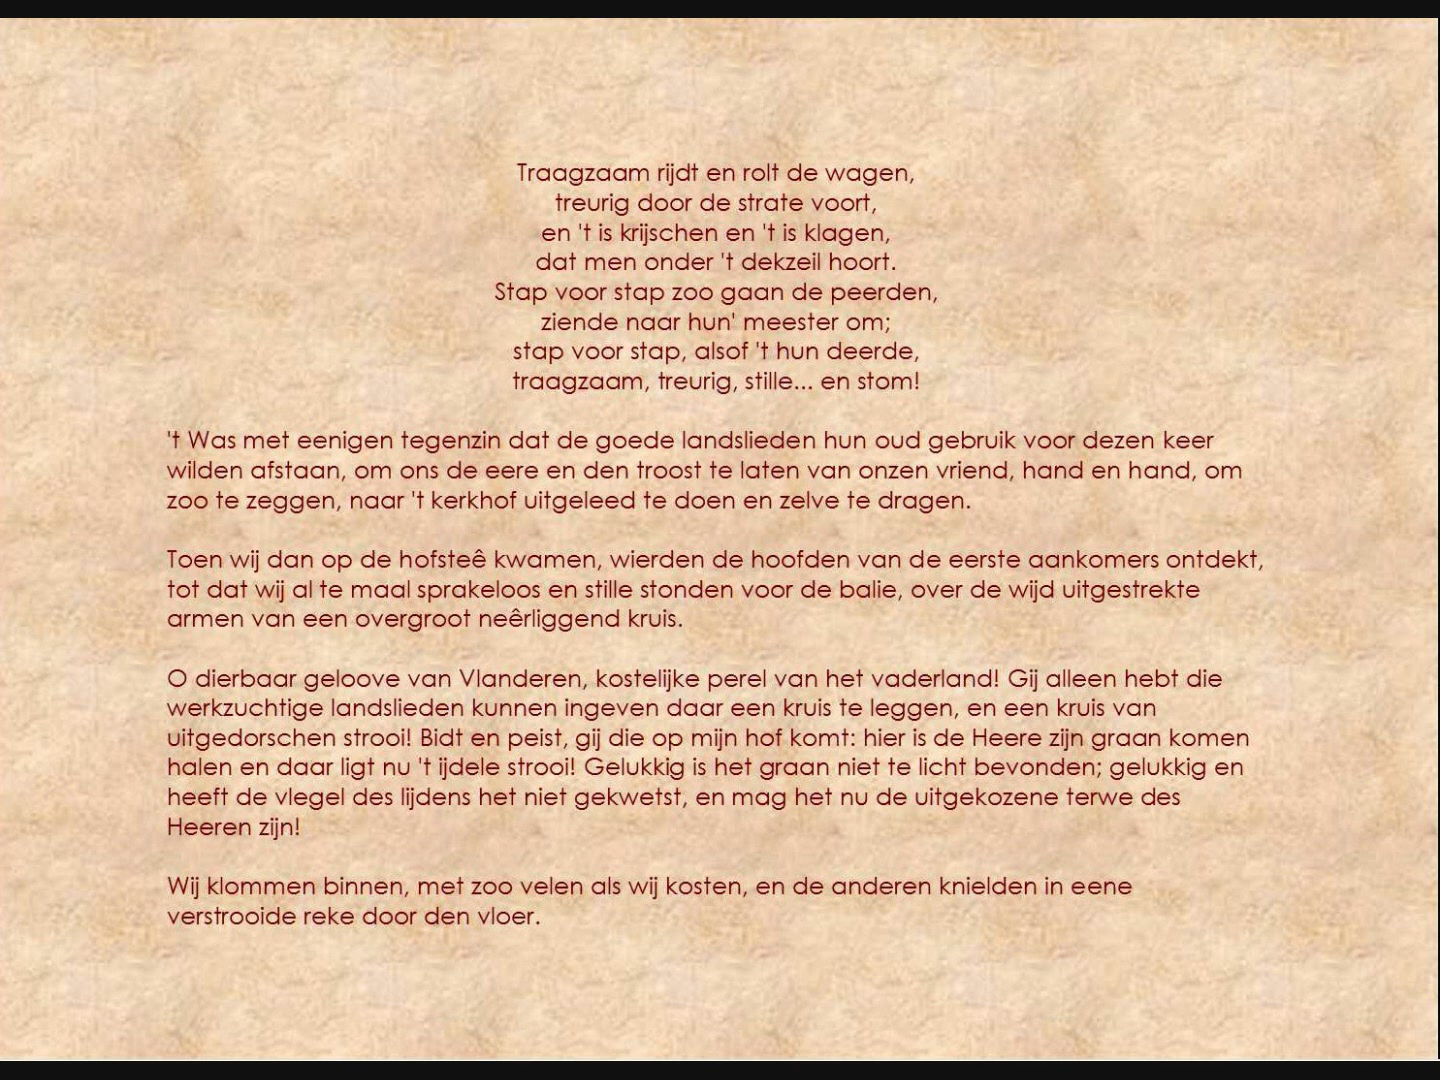 Traagzaam rijdt en rolt de wagen,
treurig door de strate voort,
en 't is krijschen en 't is klagen,
dat men onder 't dekzeil hoort.
Stap voor stap zoo gaan de peerden,
ziende naar hun' meester om;
stap voor stap, alsof 't hun deerde,
traagzaam, treurig, stille... en stom!
't Was met eenigen tegenzin dat de goede landslieden hun oud gebruik voor dezen keer
wilden afstaan, om ons de eere en den troost te laten van onzen vriend, hand en hand, om
zoo te zeggen, naar 't kerkhof uitgeleed te doen en zelve te dragen.
Toen wij dan op de hofsteê kwamen, wierden de hoofden van de eerste aankomers ontdekt,
tot dat wij al te maal sprakeloos en stille stonden voor de balie, over de wijd uitgestrekte
armen van een overgroot neêrliggend kruis.
O dierbaar geloove van Vlanderen, kostelijke perel van het vaderland! Gij alleen hebt die
werkzuchtige landslieden kunnen ingeven daar een kruis te leggen, en een kruis van
uitgedorschen strooi! Bidt en peist, gij die op mijn hof komt: hier is de Heere zijn graan komen
halen en daar ligt nu 't ijdele strooi! Gelukkig is het graan niet te licht bevonden; gelukkig en
heeft de vlegel des lijdens het niet gekwetst, en mag het nu de uitgekozene terwe des
Heeren zijn!
Wij klommen binnen, met zoo velen als wij kosten, en de anderen knielden in eene
verstrooide reke door den vloer.